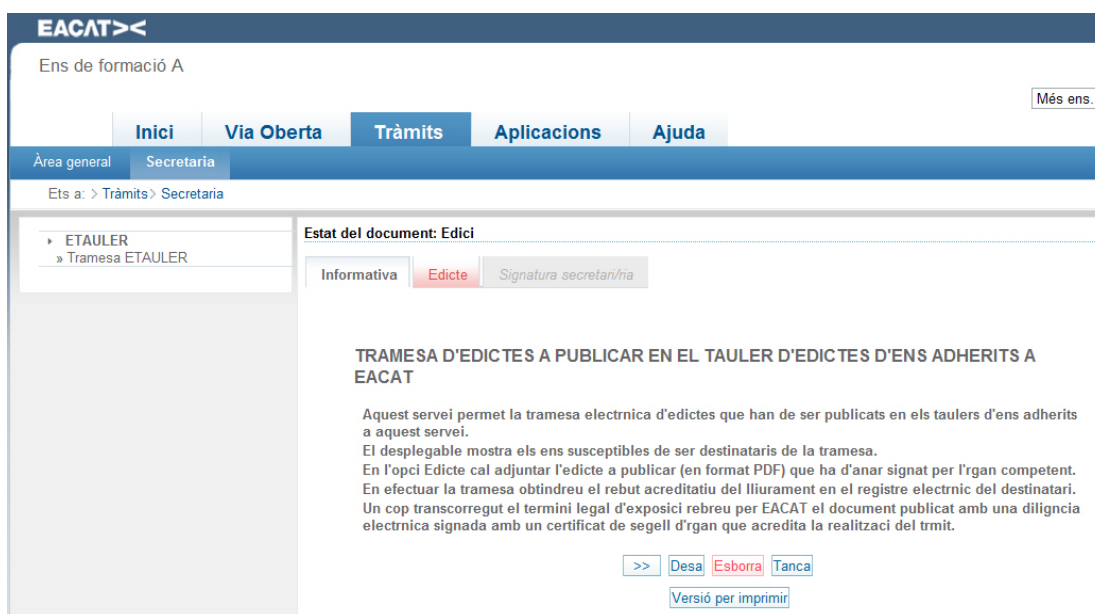 EACAT><
Ens de formació A
Més ens.
Inici Via Oberta Tràmits Aplicacions Ajuda
Àrea general Secretaria
Ets a: > Tràmits> Secretaria
ETAULER
» Tramesa ETAULER
Estat del document: Edici
Informativa Edicte Signatura secretari/ria
TRAMESA D'EDICTES A PUBLICAR EN EL TAULER D'EDICTES D'ENS ADHERITS A
EACAT
Aquest servei permet la tramesa electrnica d'edictes que han de ser publicats en els taulers d'ens adherits
a aquest servei.
El desplegable mostra els ens susceptibles de ser destinataris de la tramesa.
En l'opci Edicte cal adjuntar l'edicte a publicar (en format PDF) que ha d'anar signat per l'rgan competent.
En efectuar la tramesa obtindreu el rebut acreditatiu del lliurament en el registre electrnic del destinatari.
Un cop transcorregut el termini legal d'exposici rebreu per EACAT el document publicat amb una diligncia
electrnica signada amb un certificat de segell d'rgan que acredita la realitzaci del trmit.
>> Desa Esborra Tanca
Versió per imprimir